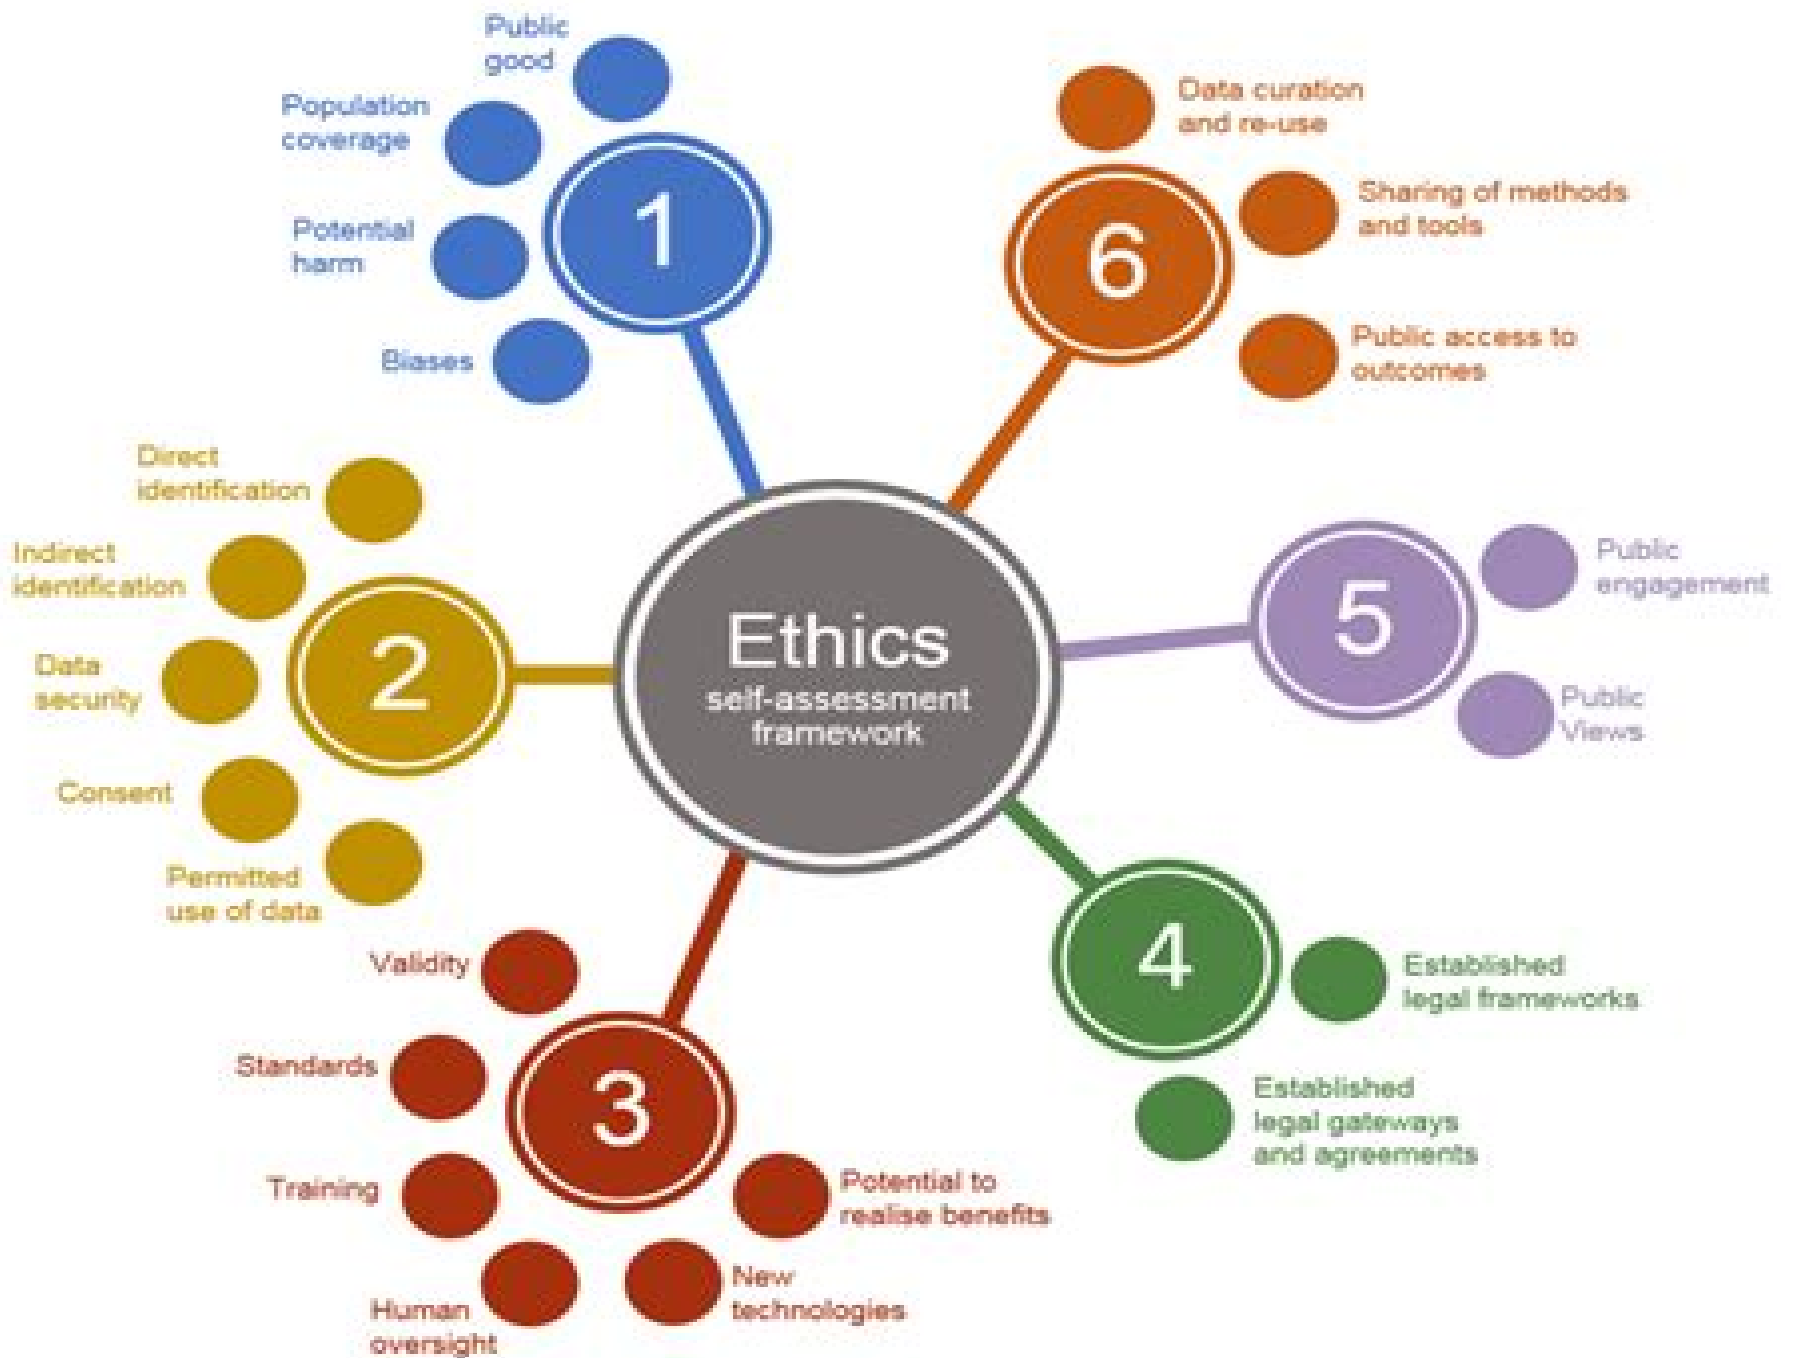 Public
good
Population
coverage
Potential
harm
Biases
1
Direct
identification
Indirect
identification
Data
security
Consent
Permitted
use of data
2
Validity
Standards
Training
Human
oversight
New
technologies
Potential to
realise benefits
3
Ethics
self-assessment
framework
Established
legal frameworks
Established
legal gateways
and agreements
4
Public
engagement
Public
Views
5
Data curation
and re-use
Sharing of methods
and tools
Public access to
outcomes
6